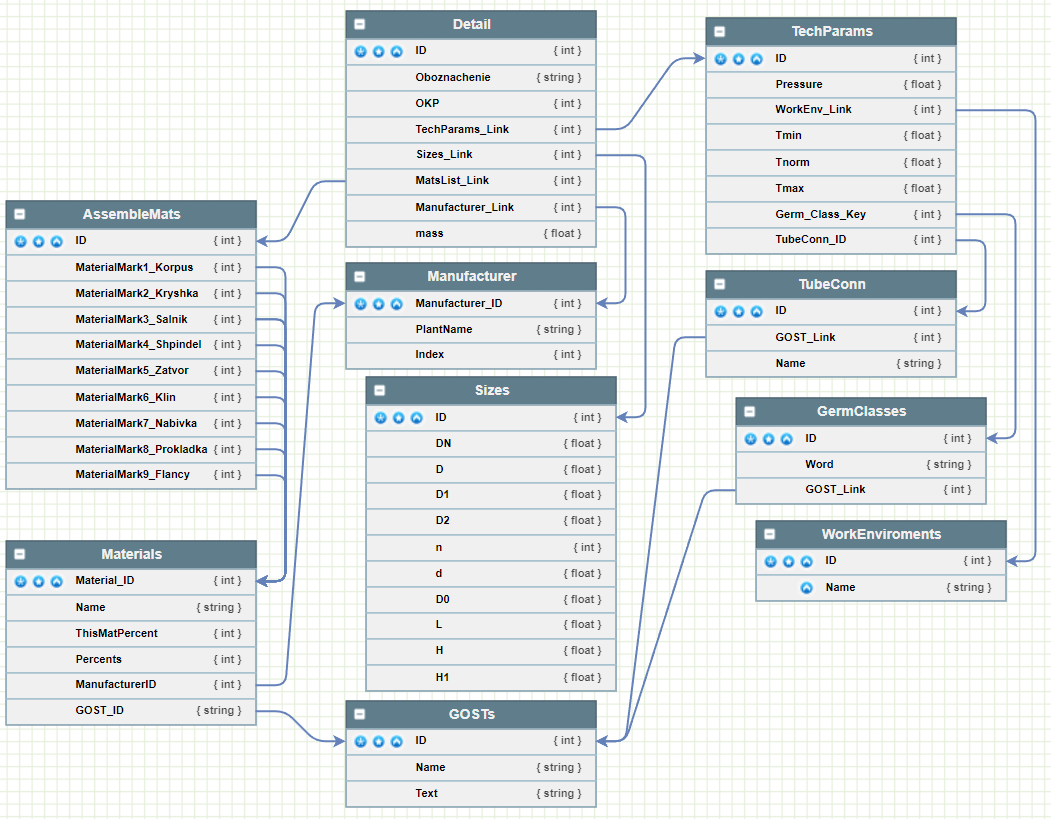 Detail
ID { int }
Oboznachenie { string }
OKP { int }
TechParams_Link { int }
Sizes_Link { int }
MatsList_Link { int }
Manufacturer_Link { int }
mass { float }
TechParams
ID { int }
Pressure { float }
WorkEnv_Link { int }
Tmin { float }
Tnorm { float }
Tmax { float }
Germ_Class_Key { int }
TubeConn_ID { int }
AssembleMats
ID { int }
MaterialMark1_Korpus { int }
MaterialMark2_Kryshka { int }
MaterialMark3_Salnik { int }
MaterialMark4_Shpindel { int }
MaterialMark5_Zatvor { int }
MaterialMark6_Klin { int }
MaterialMark7_Nabivka { int }
MaterialMark8_Prokladka { int }
MaterialMark9_Flancy { int }
Manufacturer
Manufacturer_ID { int }
PlantName { string }
Index { int }
TubeConn
ID { int }
GOST_Link { int }
Name { string }
Sizes
ID { int }
DN { float }
D { float }
D1 { float }
D2 { float }
n { int }
d { float }
D0 { float }
L { float }
H { float }
H1 { float }
GermClasses
ID { int }
Word { string }
GOST_Link { int }
WorkEnviroments
ID { int }
Name { string }
Materials
Material_ID { int }
Name { string }
ThisMatPercent { int }
Percents { int }
ManufacturerID { int }
GOST_ID { string }
GOSTs
ID { int }
Name { string }
Text { string }